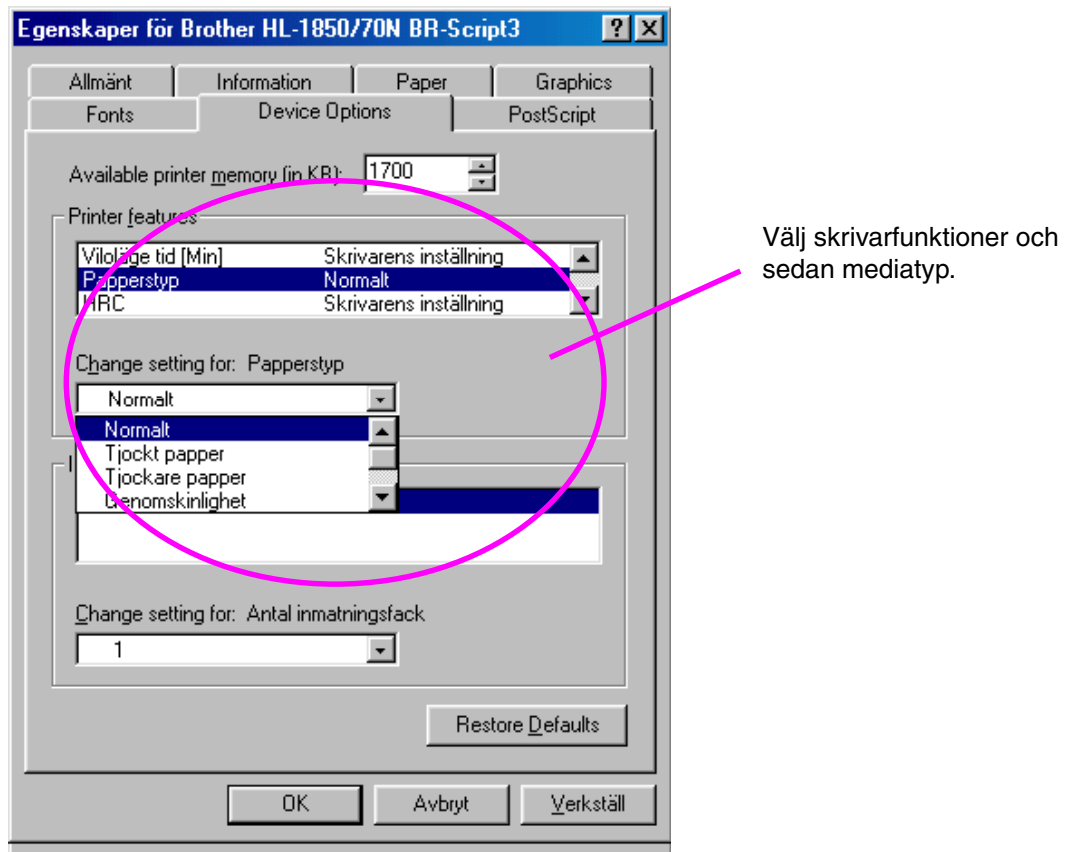 Egenskaper för Brother HL-1850/70N BR-Script3
Allmänt Information Paper Graphics
Fonts Device Options PostScript
Available printer memory (in KB): 1700
Printer features
Viloläge tid [Min] Skrivarens inställning
Papperstyp Normalt
HRC Skrivarens inställning
Change setting for: Papperstyp
Normalt
Normalt
Tjockt papper
Tjockare papper
Genomskinlighet
Change setting for: Antal inmatningsfack
1
Restore Defaults
OK Avbryt Verkställ
Välj skrivarfunktioner och
sedan mediatyp.